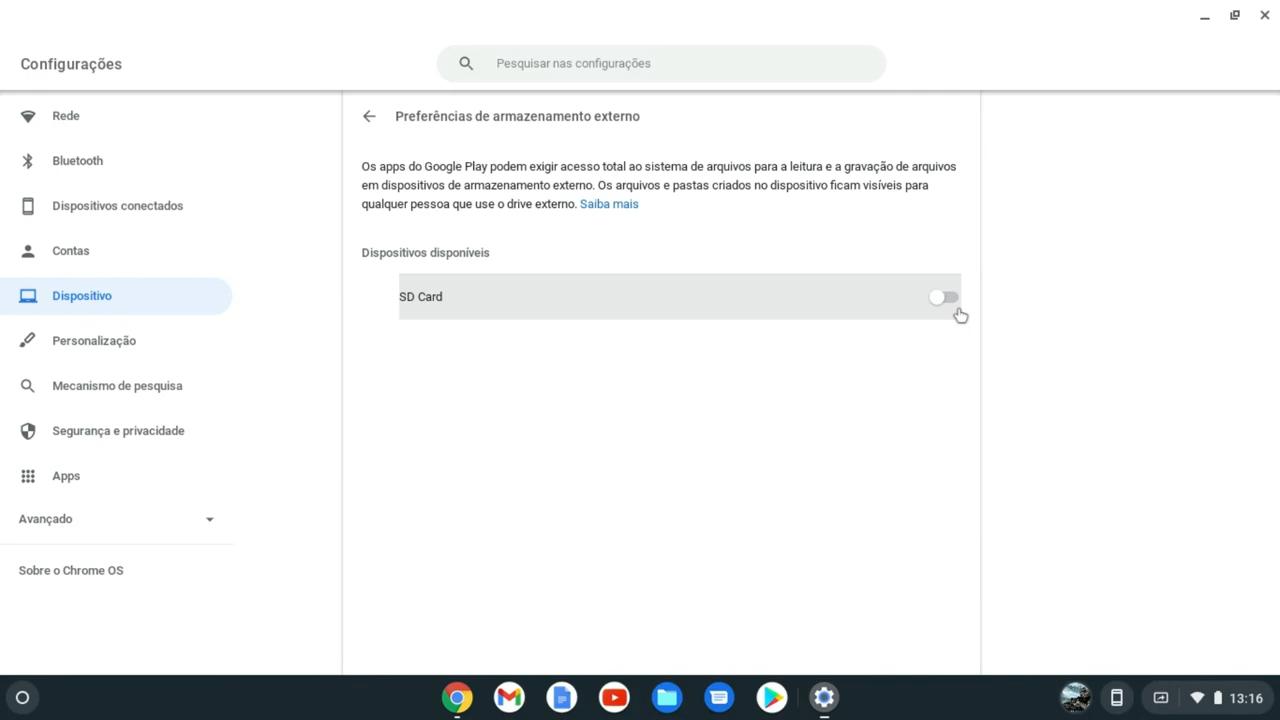 Configurações
Pesquisar nas configurações
Rede
Bluetooth
Dispositivos conectados
Contas
Dispositivo
Personalização
Mecanismo de pesquisa
Segurança e privacidade
Apps
Avançado
Sobre o Chrome OS
Preferências de armazenamento externo
Os apps do Google Play podem exigir acesso total ao sistema de arquivos para a leitura e a gravação de arquivos
em dispositivos de armazenamento externo. Os arquivos e pastas criados no dispositivo ficam visíveis para
qualquer pessoa que use o drive externo. Saiba mais
Dispositivos disponíveis
SD Card
13:16